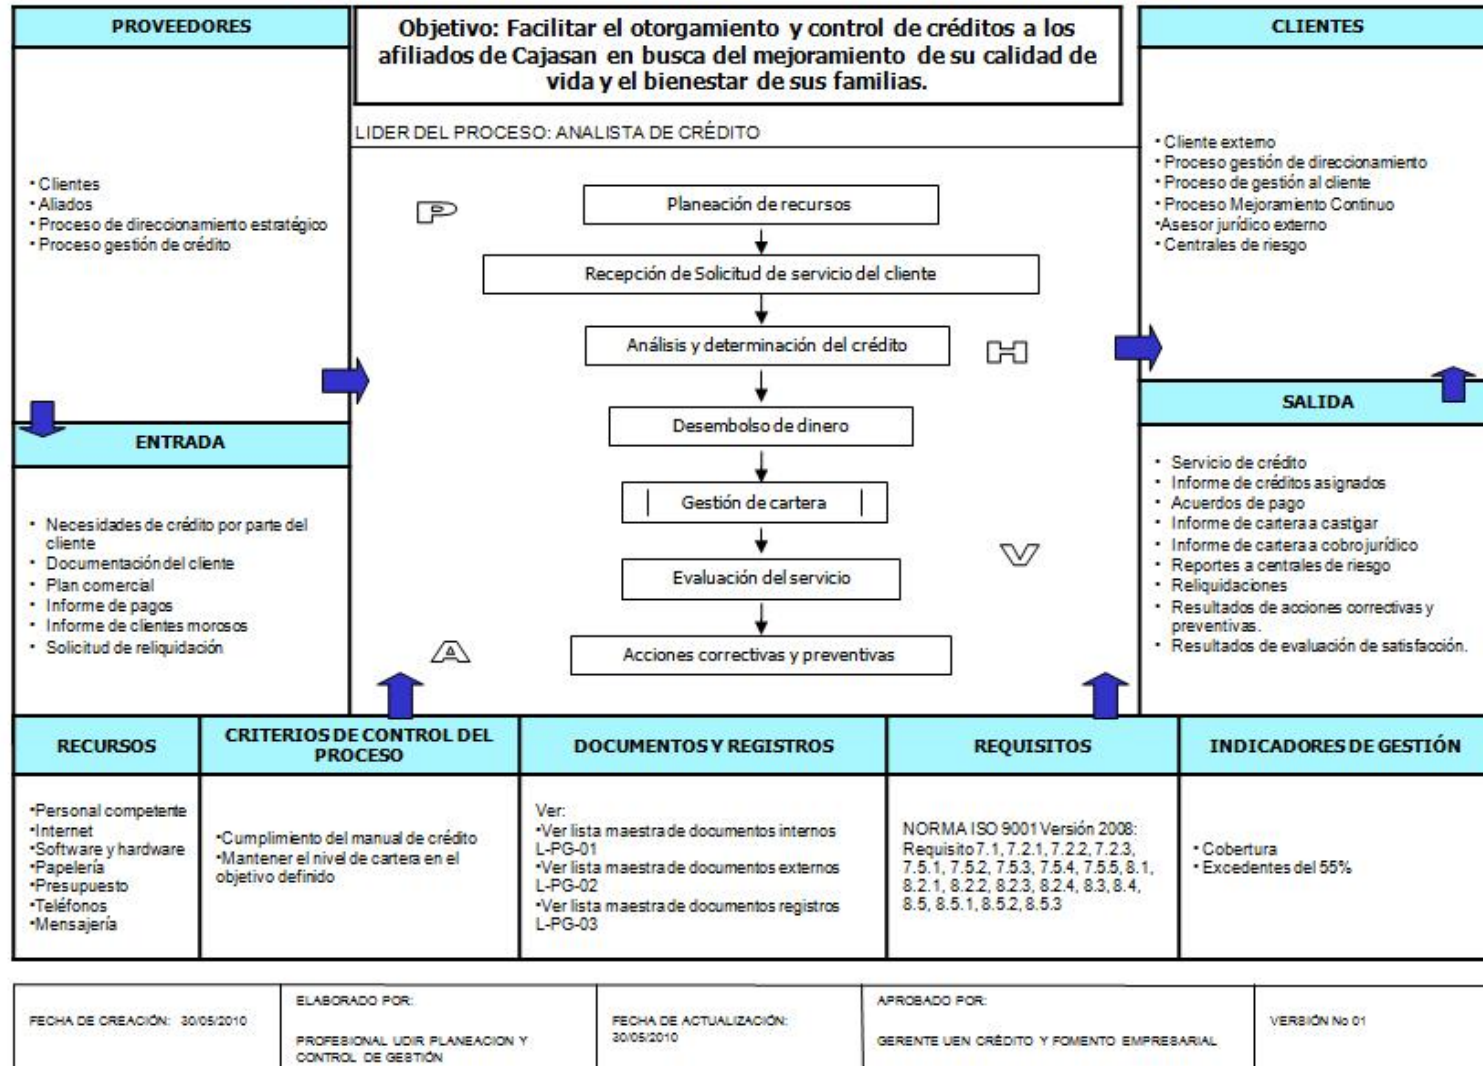 PROVEEDORES
Objetivo: Facilitar el otorgamiento y control de créditos a los
afiliados de Cajasan en busca del mejoramiento de su calidad de
vida y el bienestar de sus familias.
CLIENTES
LIDER DEL PROCESO: ANALISTA DE CRÉDITO
• Clientes
• Aliados
• Proceso de direccionamiento estratégico
• Proceso gestión de crédito
• Cliente externo
• Proceso gestión de direccionamiento
• Proceso de gestión al cliente
• Proceso Mejoramiento Continuo
•Asesor jurídico externo
• Centrales de riesgo
P
Planeación de recursos
Recepción de Solicitud de servicio del cliente
Análisis y determinación del crédito
H
Desembolso de dinero
Gestión de cartera
V
Evaluación del servicio
A
Acciones correctivas y preventivas
ENTRADA
• Necesidades de crédito por parte del
cliente
• Documentación del cliente
• Plan comercial
• Informe de pagos
• Informe de clientes morosos
• Solicitud de reliquidación
SALIDA
• Servicio de crédito
• Informe de créditos asignados
• Acuerdos de pago
• Informe de cartera a castigar
• Informe de cartera a cobro jurídico
• Reportes a centrales de riesgo
• Reliquidaciones
• Resultados de acciones correctivas y
preventivas.
• Resultados de evaluación de satisfacción.
RECURSOS
•Personal competente
•Internet
•Software y hardware
•Papelería
•Presupuesto
•Teléfonos
•Mensajería
CRITERIOS DE CONTROL DEL
PROCESO
•Cumplimiento del manual de crédito
•Mantener el nivel de cartera en el
objetivo definido
DOCUMENTOS Y REGISTROS
Ver:
•Ver lista maestra de documentos internos
L-PG-01
•Ver lista maestra de documentos externos
L-PG-02
•Ver lista maestra de documentos registros
L-PG-03
REQUISITOS
NORMA ISO 9001 Versión 2008:
Requisito 7.1, 7.2.1, 7.2.2, 7.2.3,
7.5.1, 7.5.2, 7.5.3, 7.5.4, 7.5.5, 8.1,
8.2.1, 8.2.2, 8.2.3, 8.2.4, 8.3, 8.4,
8.5, 8.5.1, 8.5.2, 8.5.3
INDICADORES DE GESTIÓN
• Cobertura
• Excedentes del 55%
FECHA DE CREACIÓN: 30/05/2010
ELABORADO POR:
PROFESIONAL UDIR PLANEACION Y
CONTROL DE GESTIÓN
FECHA DE ACTUALIZACIÓN:
30/05/2010
APROBADO POR:
GERENTE UEN CRÉDITO Y FOMENTO EMPRESARIAL
VERSIÓN No 01